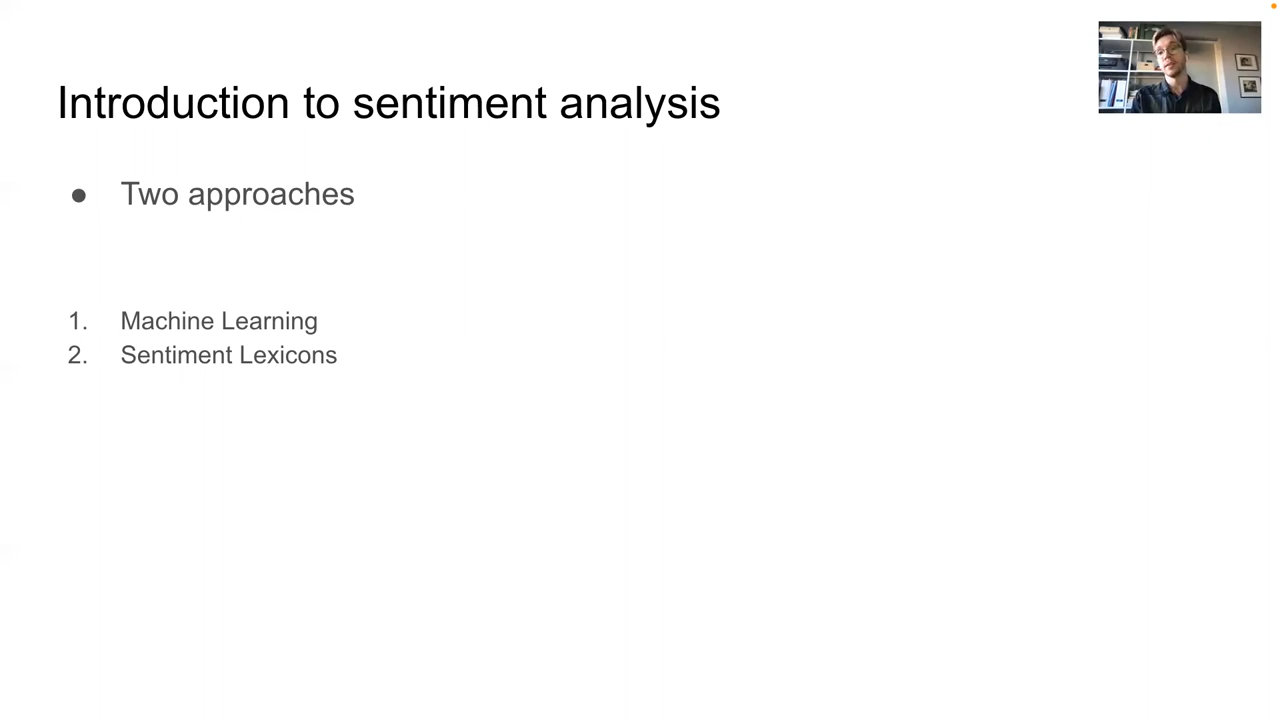 Introduction to sentiment analysis
● Two approaches
1. Machine Learning
2. Sentiment Lexicons